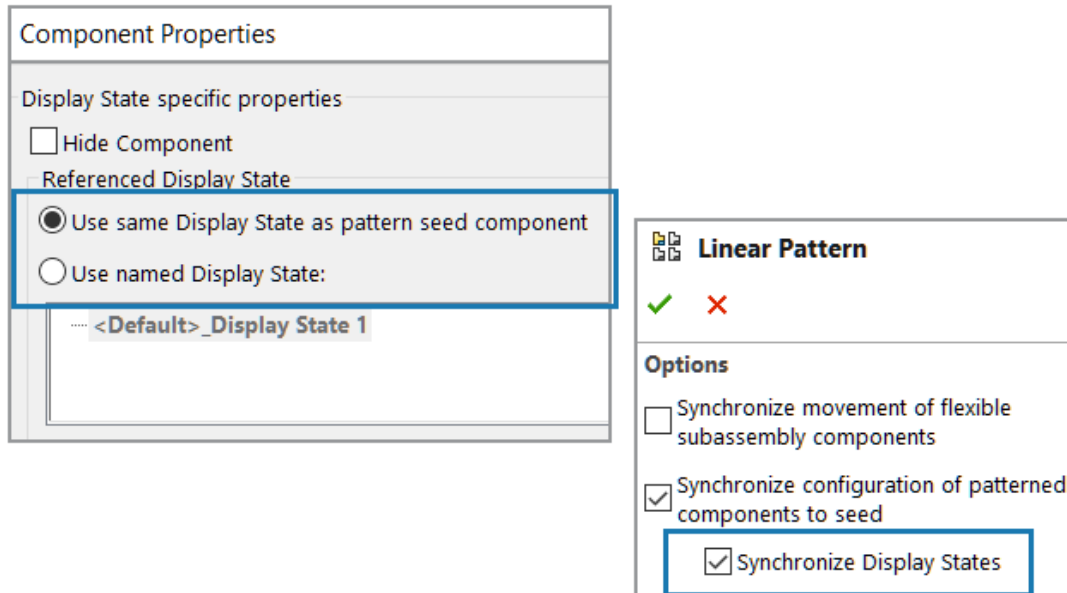 Component Properties
Display State specific properties
Hide Component
Referenced Display State
Use same Display State as pattern seed component
Use named Display State:
<Default>_Display State 1
Linear Pattern
Options
Synchronize movement of flexible
subassembly components
Synchronize configuration of patterned
components to seed
Synchronize Display States